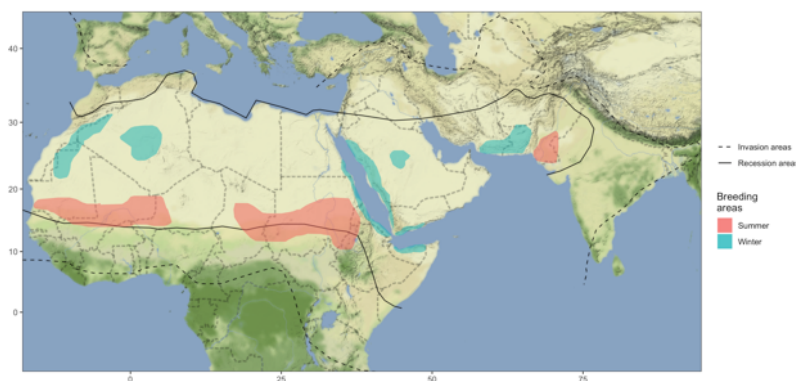 40
30
20
10
0
0
25
50
75
Invasion areas
Recession area
Breeding
areas
Summer
Winter